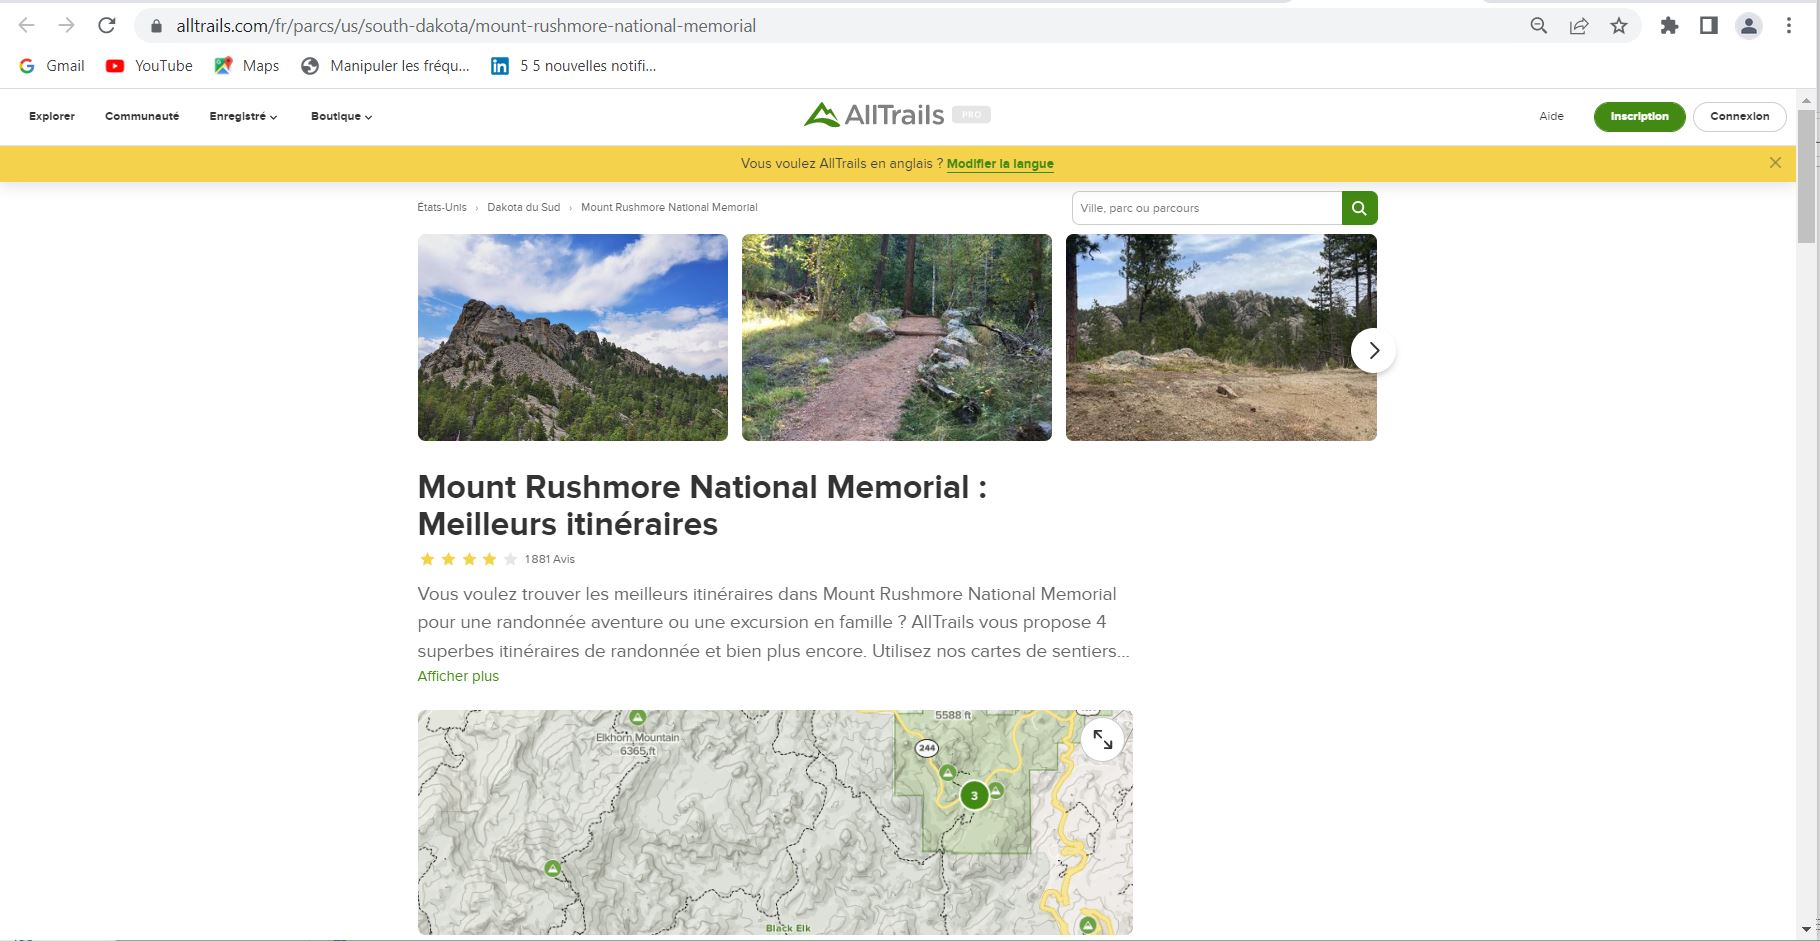 alltrails.com/fr/parcs/us/south-dakota/mount-rushmore-national-memorial
Gmail YouTube Maps Manipuler les fréqu... 5 5 nouvelles notifi...
Explorer Communauté Enregistré Boutique AllTrails PRO Aide Inscription Connexion
Vous voulez AllTrails en anglais ? Modifier la langue
États-Unis › Dakota du Sud › Mount Rushmore National Memorial
Ville, parc ou parcours
Mount Rushmore National Memorial :
Meilleurs itinéraires
1 881 Avis
Vous voulez trouver les meilleurs itinéraires dans Mount Rushmore National Memorial
pour une randonnée aventure ou une excursion en famille ? AllTrails vous propose 4
superbes itinéraires de randonnée et bien plus encore. Utilisez nos cartes de sentiers...
Afficher plus
5588 ft
Elkhorn Mountain
6365 ft
244
3
Black Elk